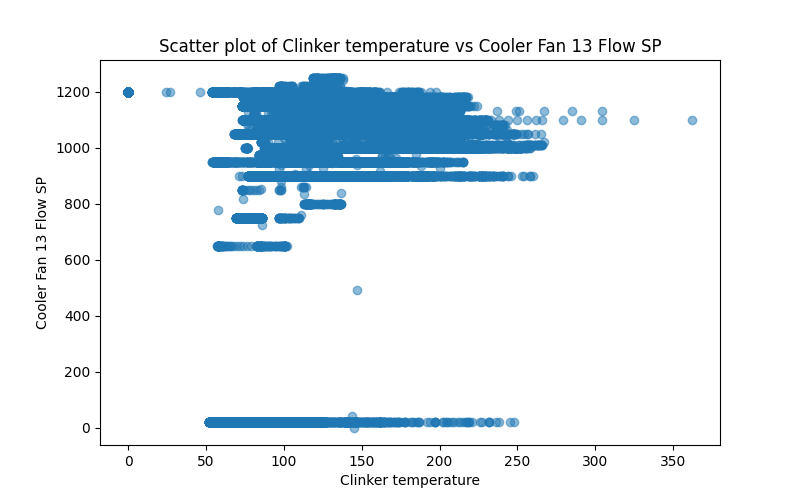 Scatter plot of Clinker temperature vs Cooler Fan 13 Flow SP
1200
1000
800
600
400
200
0
Cooler Fan 13 Flow SP
0 50 100 150 200 250 300 350
Clinker temperature